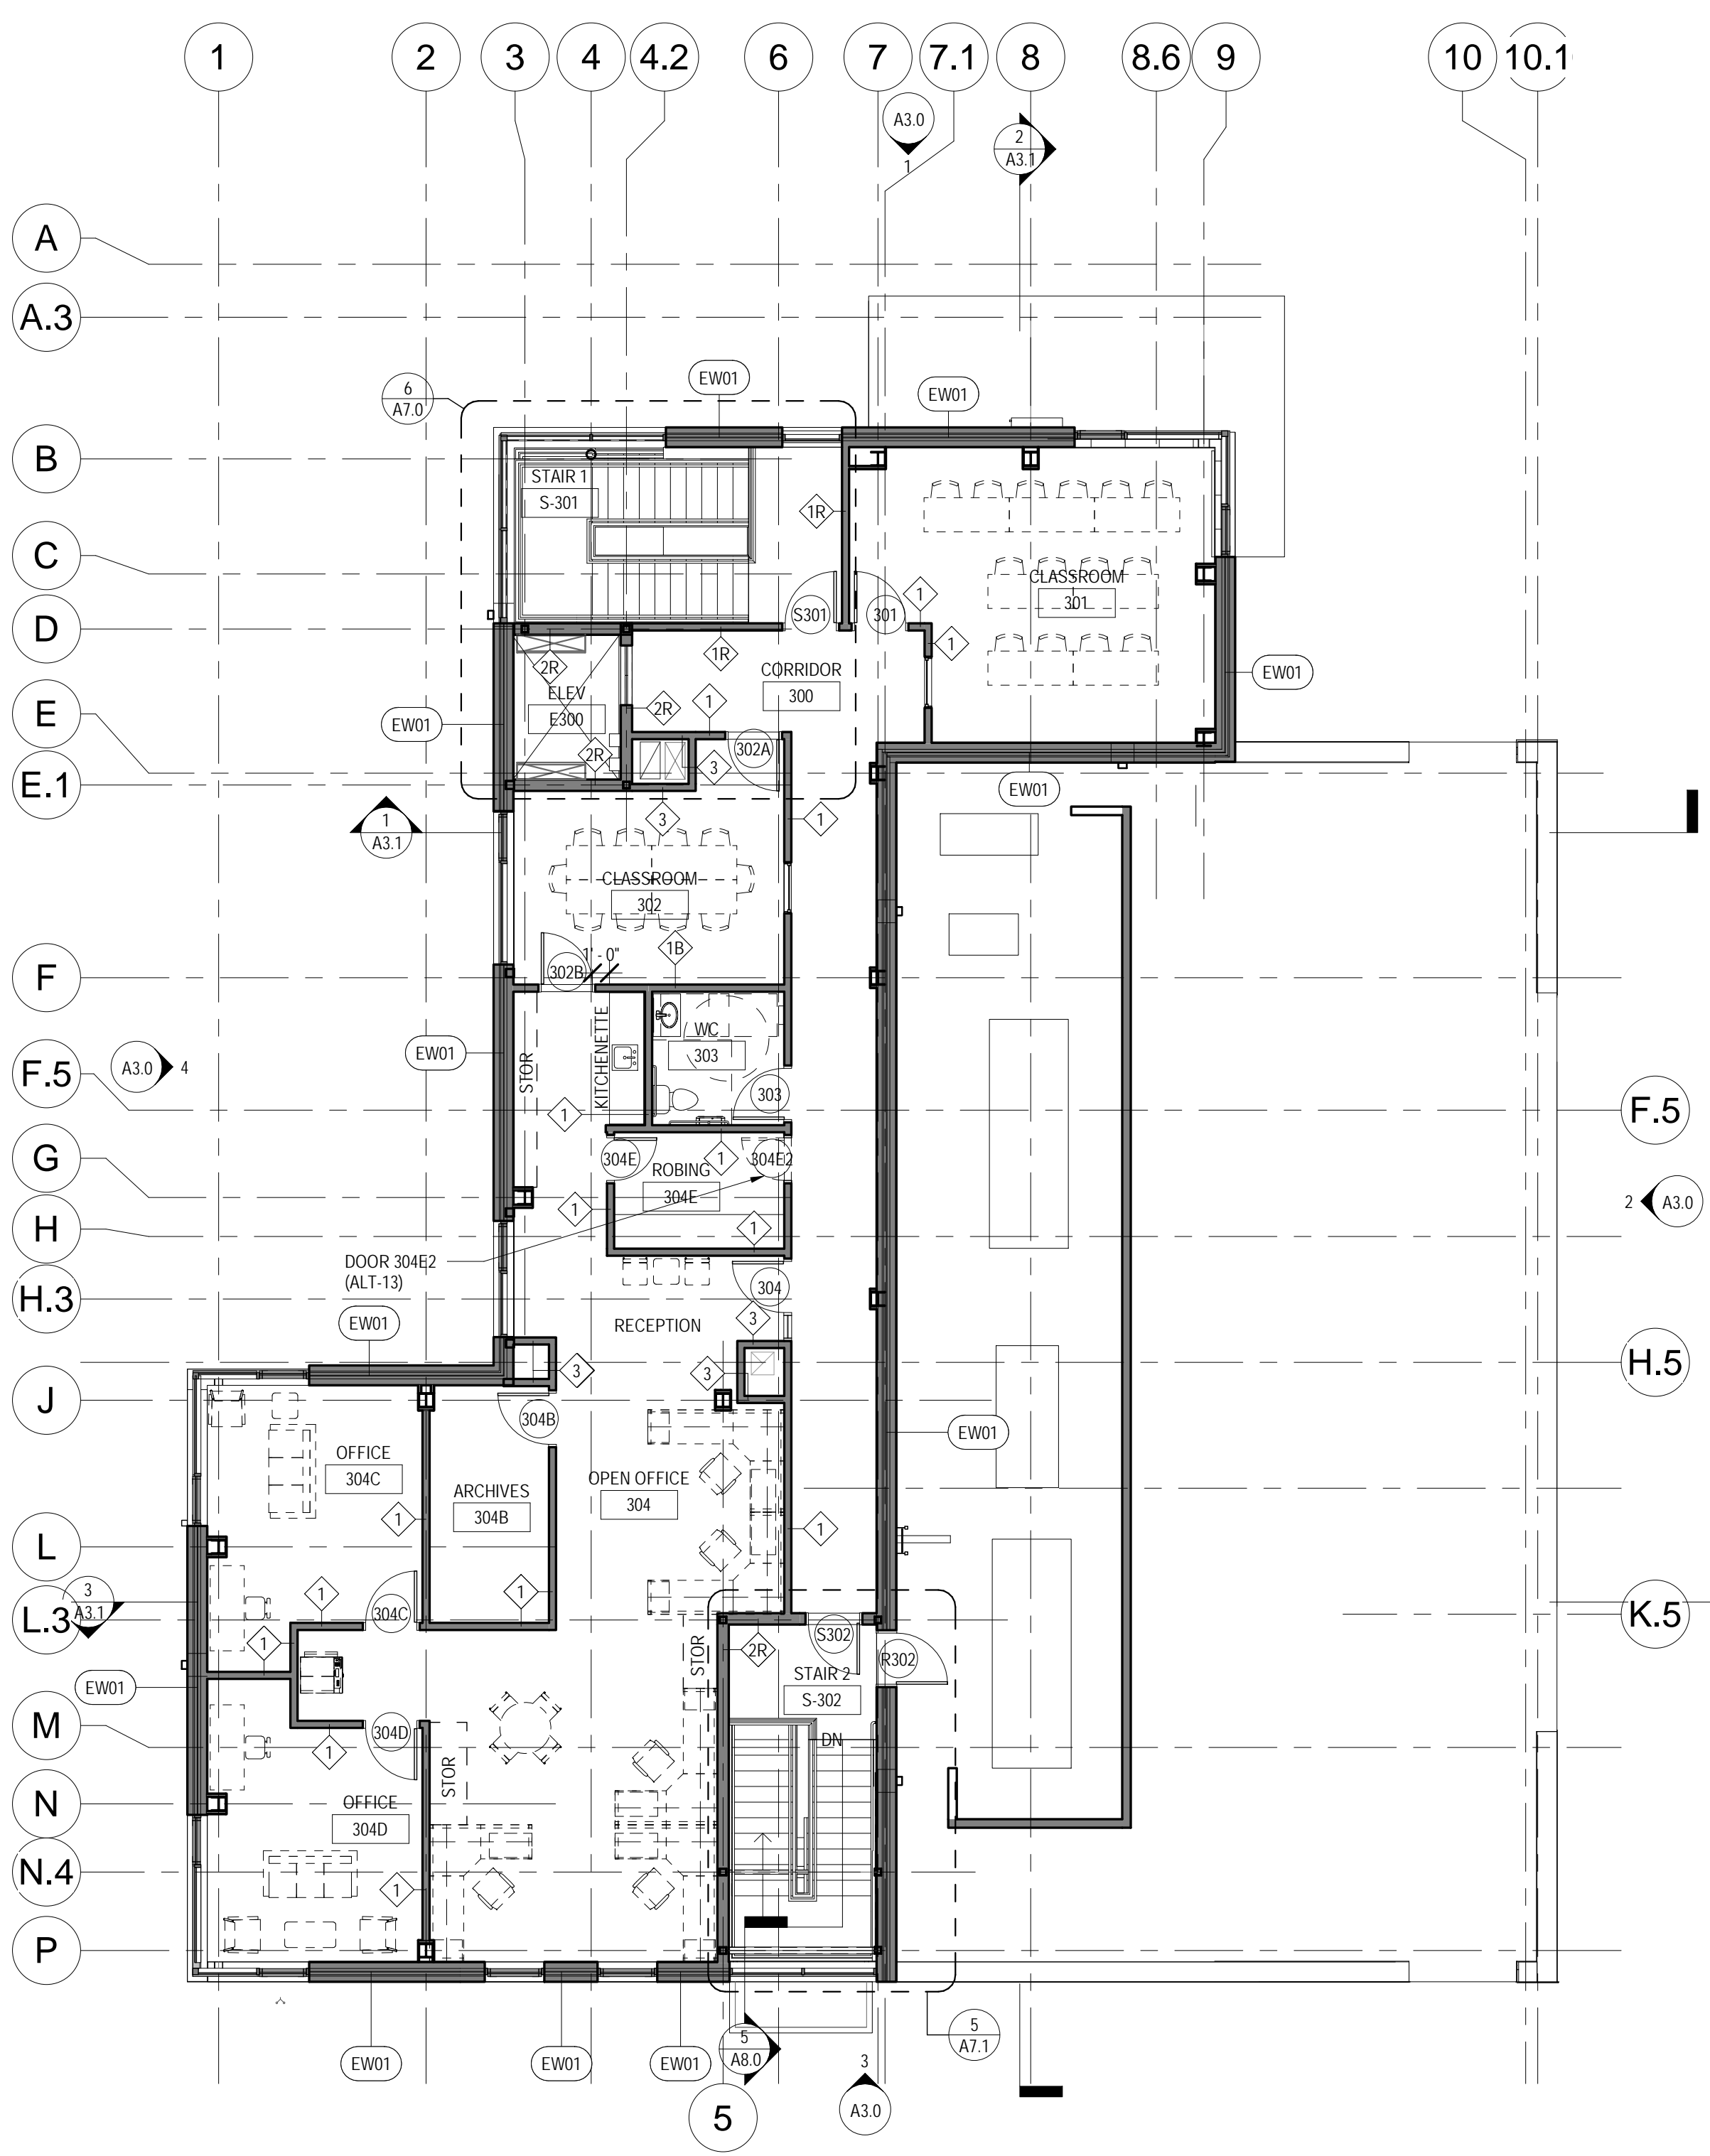 1
2
3
4
4.2
6
7
7.1
8
8.6
9
10
10.1
A3.0
1
2
A3.1
A
A.3
EW01
EW01
6
A7.0
B
STAIR 1
S-301
1R
C
CLASSROOM
301
D
S301
301
1
1
2R
1R
CORRIDOR
300
EW01
ELEV
E300
E
EW01
2R
1
302A
2R
3
E.1
EW01
1
A3.1
3
1
CLASSROOM
302
1B
F
302B
1' - 0"
WC
303
EW01
STOR
KITCHENETTE
F.5
A3.0
4
303
1
F.5
G
304E
ROBING
304E
1
304E2
2
A3.0
1
1
H
DOOR 304E2
(ALT-13)
304
H.3
EW01
RECEPTION
3
3
3
H.5
J
304B
EW01
OFFICE
304C
ARCHIVES
304B
OPEN OFFICE
304
1
1
L
3
A3.1
1
1
304C
L.3
K.5
1
2R
S302
STOR
R302
STAIR 2
S-302
EW01
M
304D
1
DN
STOR
N
OFFICE
304D
N.4
1
P
5
A7.1
EW01
EW01
EW01
5
A8.0
3
A3.0
5